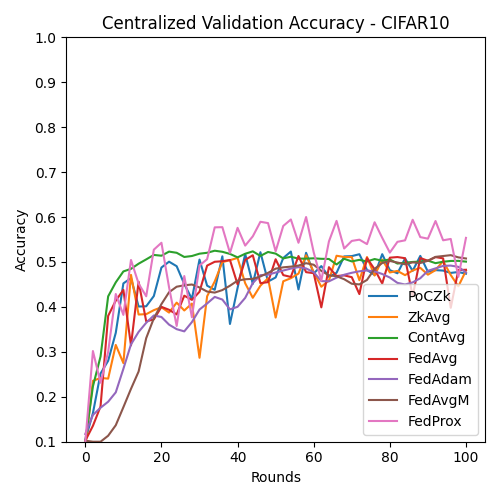 Centralized Validation Accuracy - CIFAR10
1.0
0.9
0.8
0.7
0.6
0.5
0.4
0.3
0.2
0.1
Accuracy
PoCZk
ZkAvg
ContAvg
FedAvg
FedAdam
FedAvgM
FedProx
0 20 40 60 80 100
Rounds